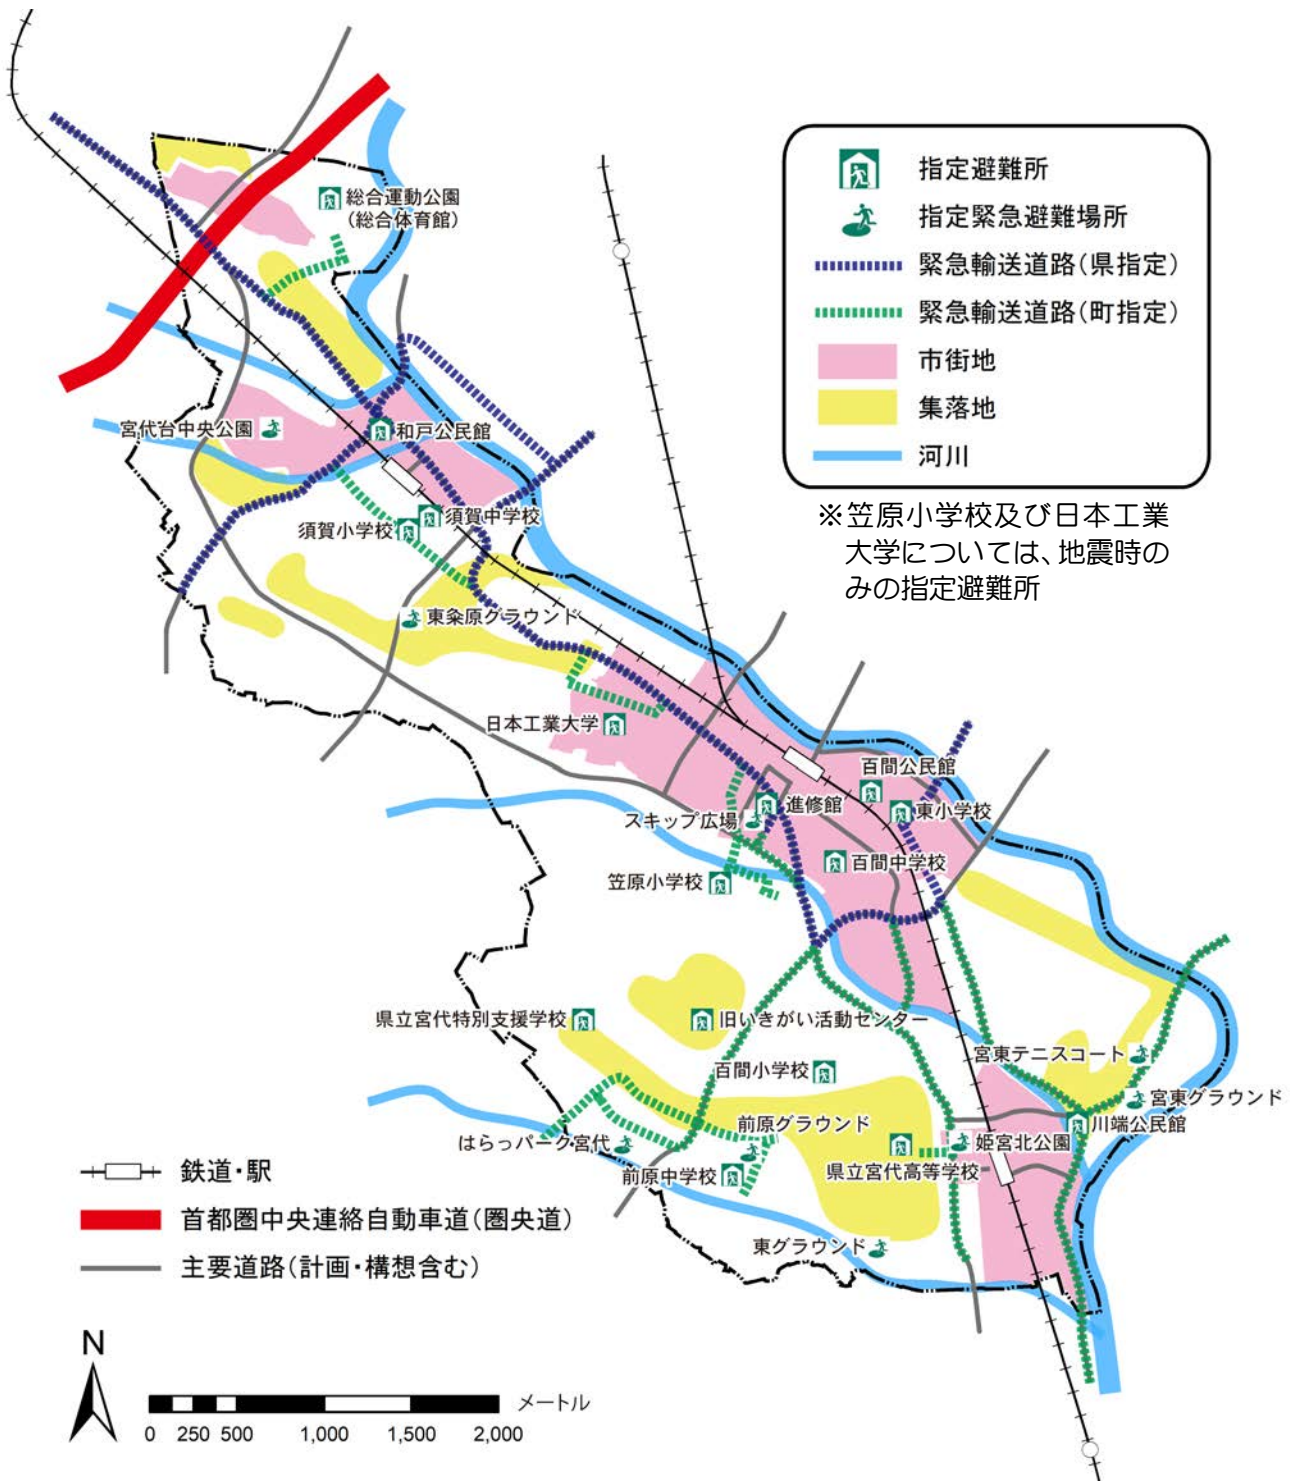 総合運動公園
(総合体育館)
指定避難所
指定緊急避難場所
緊急輸送道路(県指定)
緊急輸送道路(町指定)
市街地
集落地
河川
※笠原小学校及び日本工業
大学については、地震時の
みの指定避難所
宮代台中央公園
和戸公民館
須賀小学校
須賀中学校
東粂原グラウンド
日本工業大学
百間公民館
進修館
東小学校
スキップ広場
百間中学校
笠原小学校
県立宮代特別支援学校
旧いきがい活動センター
宮東テニスコート
百間小学校
宮東グラウンド
前原グラウンド
川端公民館
はらっパーク宮代
姫宮北公園
前原中学校
県立宮代高等学校
東グラウンド
鉄道・駅
首都圏中央連絡自動車道(圏央道)
主要道路(計画・構想含む)
N
メートル
0 250 500 1,000 1,500 2,000